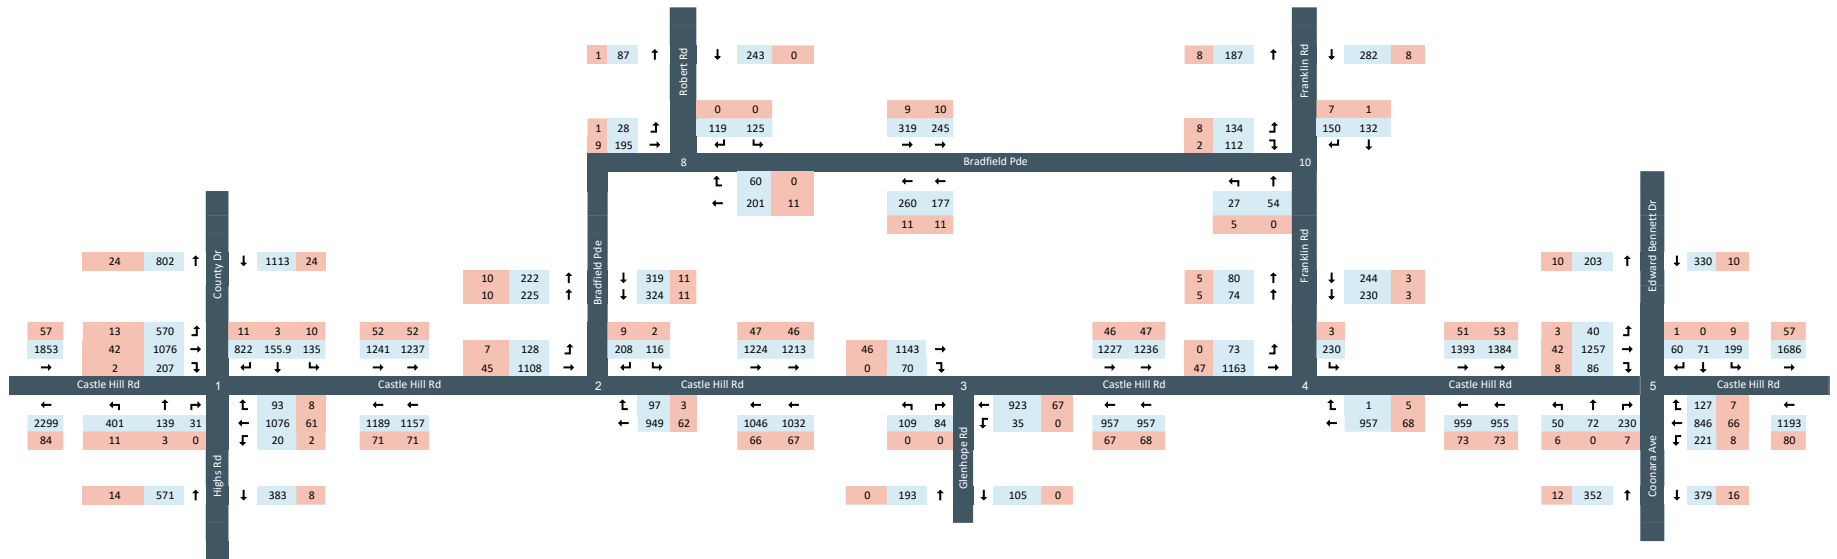 1 87 ↑ ↓ 243 0
8 187 ↑ ↓ 282 8
Robert Rd
Franklin Rd
0 0
9 10
7 1
1 28 119 125
319 245
8 134 150 132
9 195 →
→ →
2 112 ↓
8 Bradfield Pde 10
60 0
← ←
↑
← 201 11
260 177
27 54
11 11
5 0
County Dr
Bradfield Pde
Franklin Rd
Edward Bennett Dr
24 802 ↑ ↓ 1113 24
10 203 ↑ ↓ 330 10
10 222 ↑ ↓ 319 11
5 80 ↑ ↓ 244 3
10 225 ↑ ↓ 324 11
5 74 ↑ ↓ 230 3
57 13 570 11 3 10 52 52 9 2 47 46 46 47 3 51 53 3 40 1 0 9 57
1853 42 1076 → 822 155.9 135 1241 1237 7 128 208 116 1224 1213 46 1143 → 1227 1236 0 73 230 1393 1384 42 1257 → 60 71 199 1686
→ 2 207 ↓ → → 45 1108 → → → 0 70 → → 47 1163 → → → 8 86 ↓ →
Castle Hill Rd 1 Castle Hill Rd 2 Castle Hill Rd 3 Castle Hill Rd 4 Castle Hill Rd 5 Castle Hill Rd
← ↑ 93 8 ← ← 97 3 ← ← ← 923 67 ← ← 1 5 ← ← ↑ 127 7 ←
2299 401 139 31 ← 1076 61 1189 1157 ← 949 62 1046 1032 109 84 35 0 957 957 ← 957 68 959 955 50 72 230 ← 846 66 1193
84 11 3 0 20 2 71 71 66 67 0 0 67 68 73 73 6 0 7 221 8 80
Highs Rd
Glenhope Rd
Coonara Ave
14 571 ↑ ↓ 383 8
0 193 ↑ ↓ 105 0
12 352 ↑ ↓ 379 16